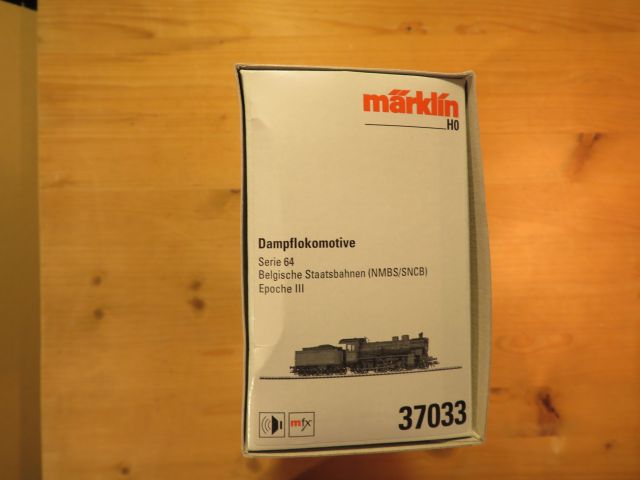 märklin
H0
Dampflokomotive
Serie 64
Belgische Staatsbahnen (NMBS/SNCB)
Epoche III
mfx
37033